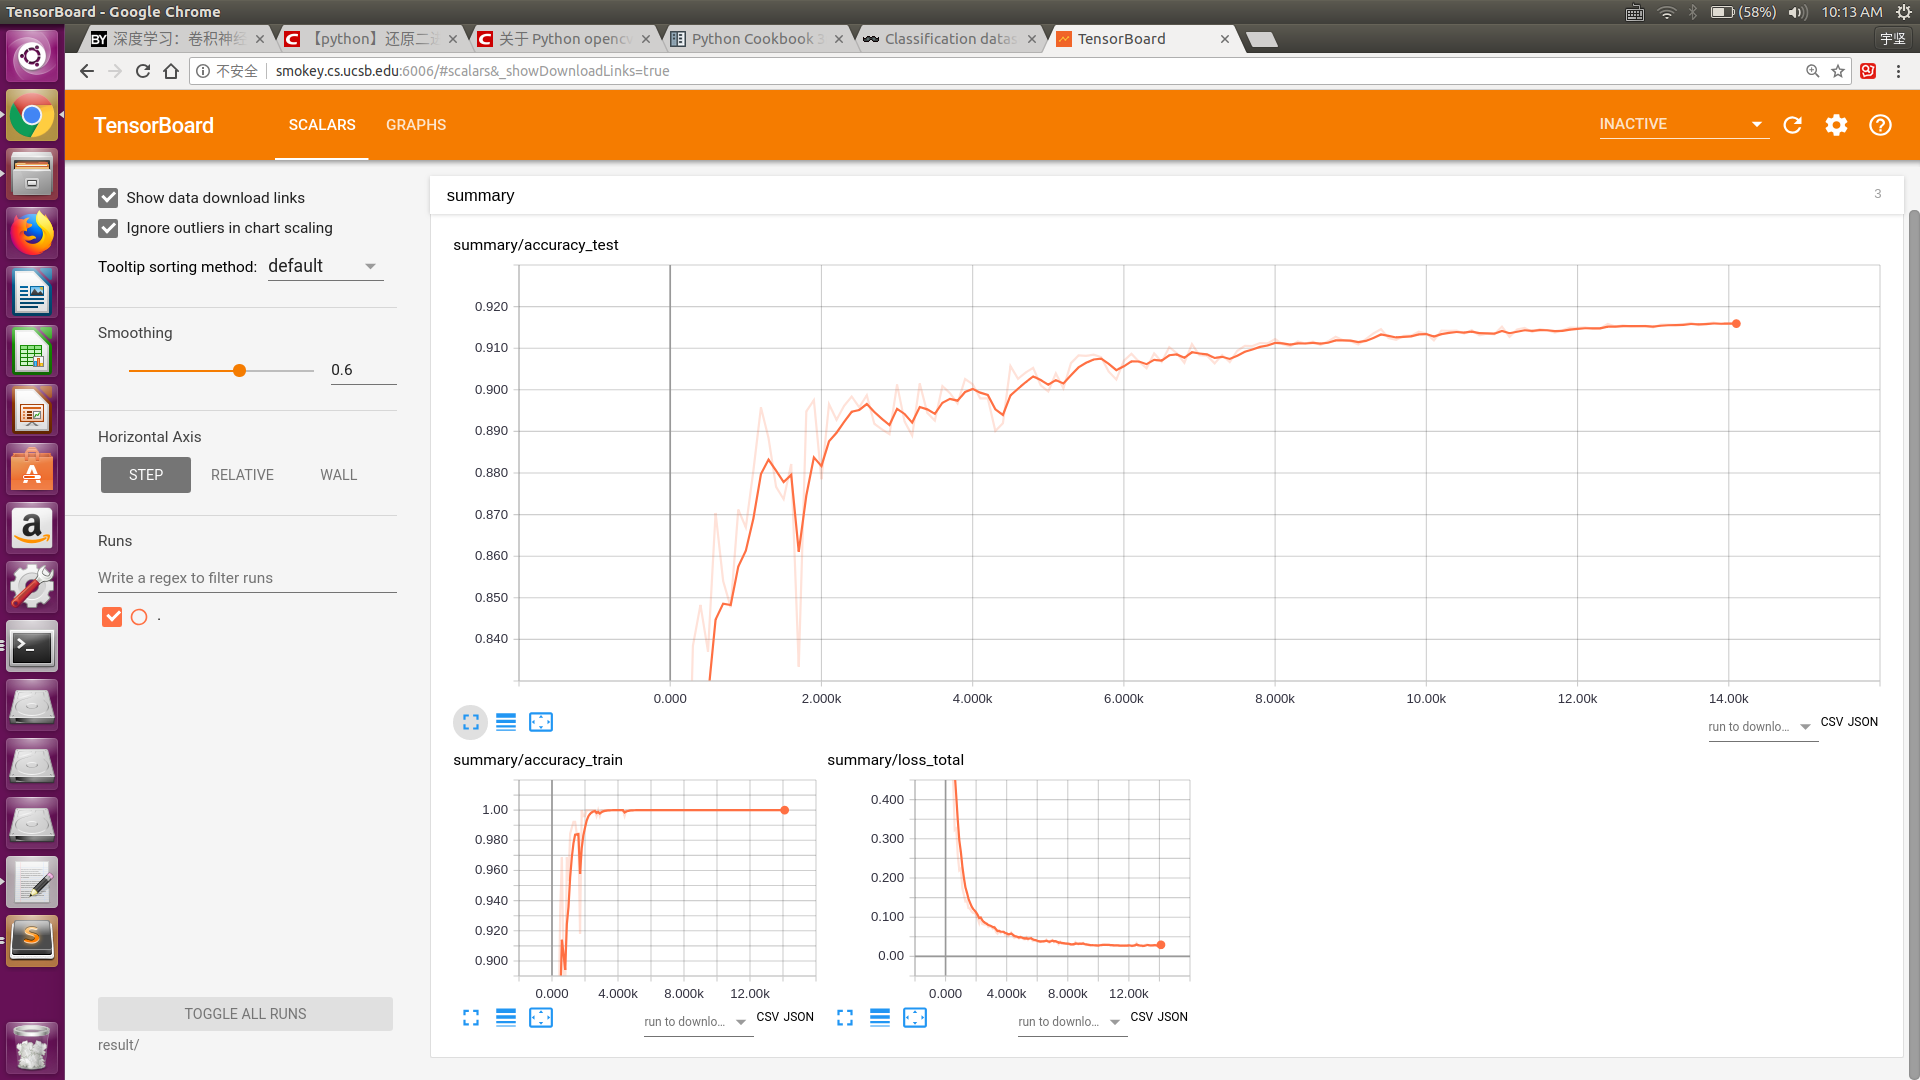 TensorBoard - Google Chrome
(58%)
10:13 AM
深度学习：卷积神经
【python】还原二进
关于 Python opencv
Python Cookbook 3
Classification datas
TensorBoard
宇坚
不安全
smokey.cs.ucsb.edu:6006/#scalars&_showDownloadLinks=true
TensorBoard
SCALARS
GRAPHS
INACTIVE
Show data download links
Ignore outliers in chart scaling
Tooltip sorting method: default
Smoothing
0.6
Horizontal Axis
STEP
RELATIVE
WALL
Runs
Write a regex to filter runs
.
TOGGLE ALL RUNS
result/
summary
3
summary/accuracy_test
0.920
0.910
0.900
0.890
0.880
0.870
0.860
0.850
0.840
0.000 2.000k 4.000k 6.000k 8.000k 10.00k 12.00k 14.00k
run to downlo...
CSV JSON
summary/accuracy_train
1.00
0.980
0.960
0.940
0.920
0.900
0.000 4.000k 8.000k 12.00k
run to downlo...
CSV JSON
summary/loss_total
0.400
0.300
0.200
0.100
0.00
0.000 4.000k 8.000k 12.00k
run to downlo...
CSV JSON